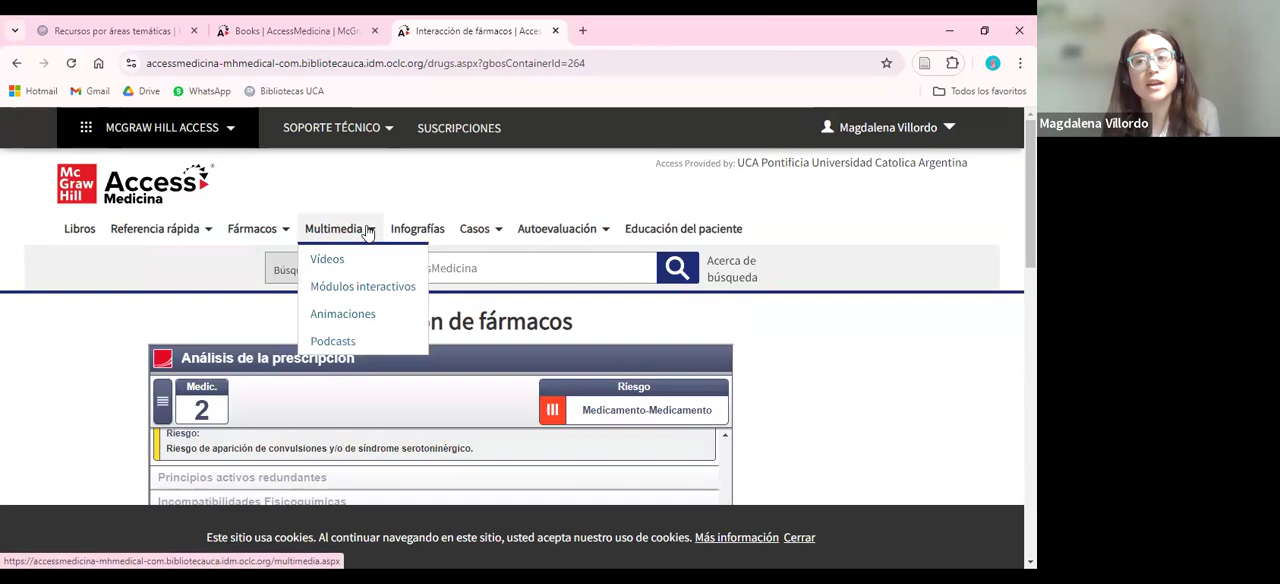 Recursos por áreas temáticas |
Books | AccessMedicina | McGr
Interacción de fármacos | Acces
accessmedicina-mhmedical-com.bibliotecauca.idm.oclc.org/drugs.aspx?gbosContainerId=264
Hotmail
Gmail
Drive
WhatsApp
Bibliotecas UCA
Todos los favoritos
MCGRAW HILL ACCESS
SOPORTE TÉCNICO
SUSCRIPCIONES
Magdalena Villordo
Magdalena Villordo
Mc Graw Hill
Access
Medicina
Access Provided by: UCA Pontificia Universidad Catolica Argentina
Libros
Referencia rápida
Fármacos
Multimedia
Infografías
Casos
Autoevaluación
Educación del paciente
Vídeos
Módulos interactivos
Animaciones
Podcasts
Búsqu
sMedicina
Acerca de
búsqueda
ón de fármacos
Análisis de la prescripción
Medic.
2
Riesgo
III
Medicamento-Medicamento
Riesgo:
Riesgo de aparición de convulsiones y/o de síndrome serotoninérgico.
Principios activos redundantes
Incompatibilidades Fisicoquímicas
Este sitio usa cookies. Al continuar navegando en este sitio, usted acepta nuestro uso de cookies. Más información Cerrar
https://accessmedicina-mhmedical-com.bibliotecauca.idm.oclc.org/multimedia.aspx